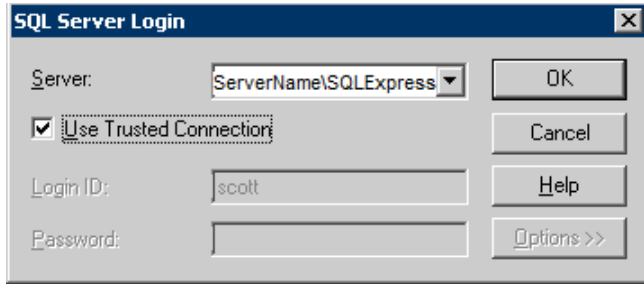 SQL Server Login
Server: ServerName\SQLExpress OK
Use Trusted Connection Cancel
Login ID: scott Help
Password: Options >>